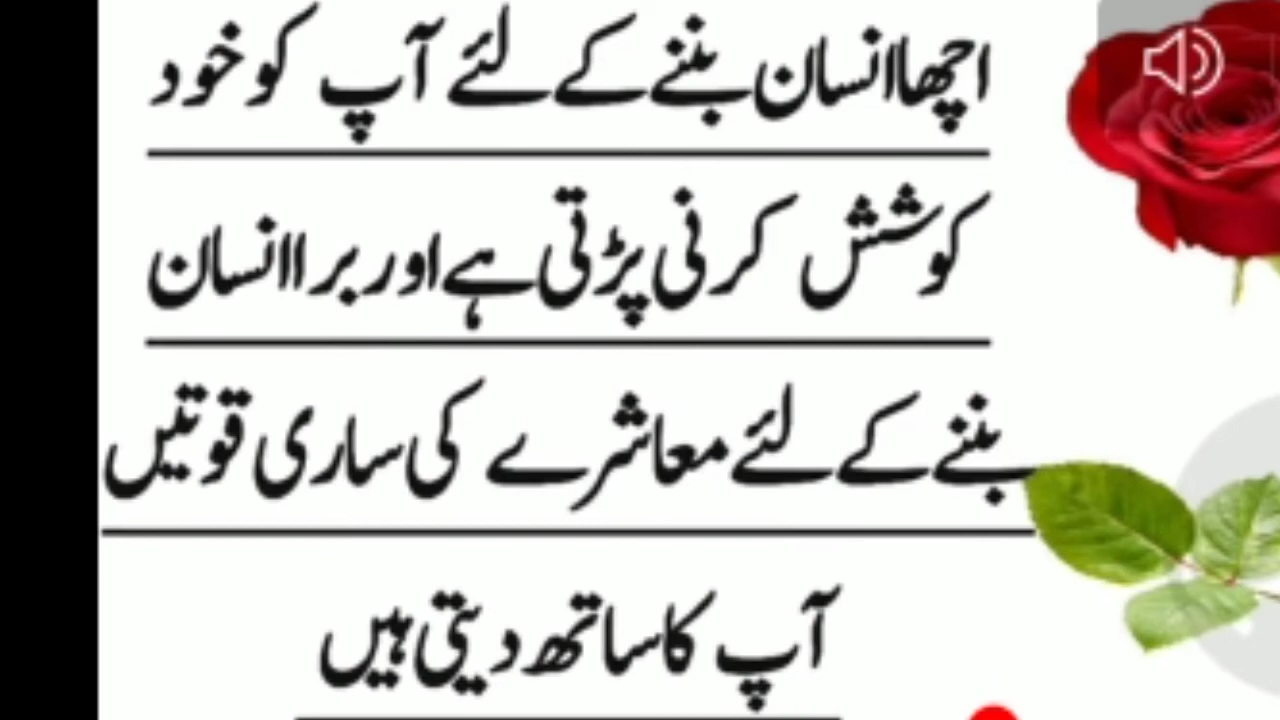 اچھا انسان بننے کے لئے آپ کو خود
کوشش کرنی پڑتی ہے اور برا انسان
بننے کے لئے معاشرے کی ساری قوتیں
آپ کا ساتھ دیتی ہیں